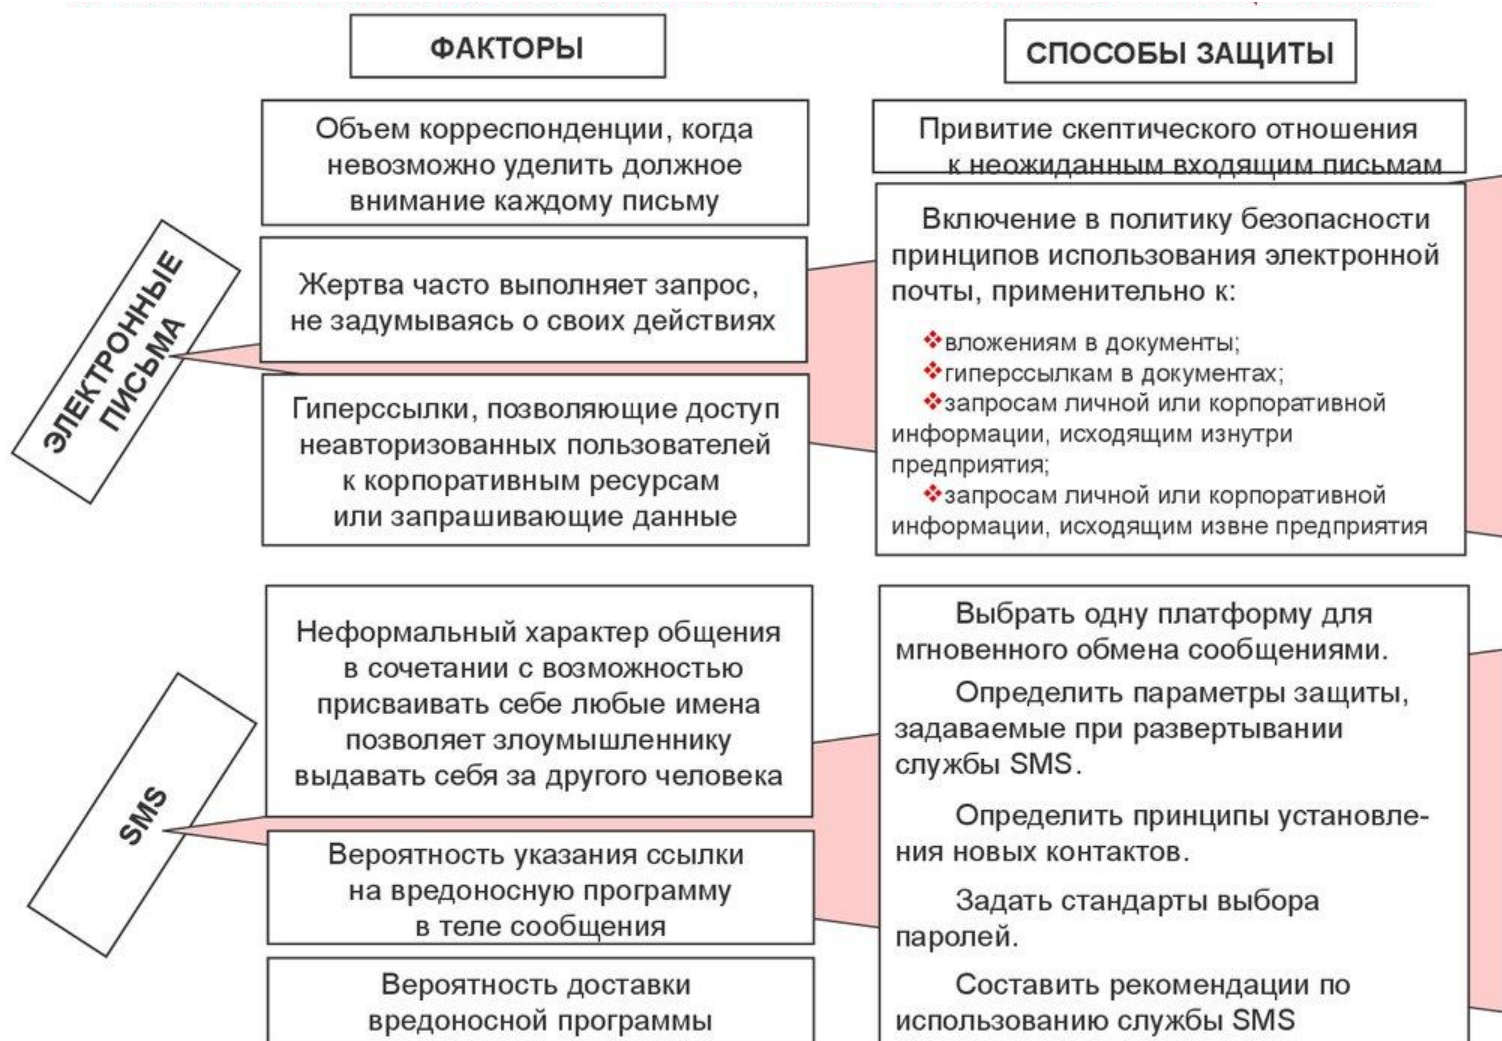 ФАКТОРЫ
СПОСОБЫ ЗАЩИТЫ
ЭЛЕКТРОННЫЕ
ПИСЬМА
Объем корреспонденции, когда
невозможно уделить должное
внимание каждому письму
Жертва часто выполняет запрос,
не задумываясь о своих действиях
Гиперссылки, позволяющие доступ
неавторизованных пользователей
к корпоративным ресурсам
или запрашивающие данные
Привитие скептического отношения
к неожиданным входящим письмам
Включение в политику безопасности
принципов использования электронной
почты, применительно к:
❖вложениям в документы;
❖гиперссылкам в документах;
❖запросам личной или корпоративной
информации, исходящим изнутри
предприятия;
❖запросам личной или корпоративной
информации, исходящим извне предприятия
SMS
Неформальный характер общения
в сочетании с возможностью
присваивать себе любые имена
позволяет злоумышленнику
выдавать себя за другого человека
Вероятность указания ссылки
на вредоносную программу
в теле сообщения
Вероятность доставки
вредоносной программы
Выбрать одну платформу для
мгновенного обмена сообщениями.
Определить параметры защиты,
задаваемые при развертывании
службы SMS.
Определить принципы установле-
ния новых контактов.
Задать стандарты выбора
паролей.
Составить рекомендации по
использованию службы SMS